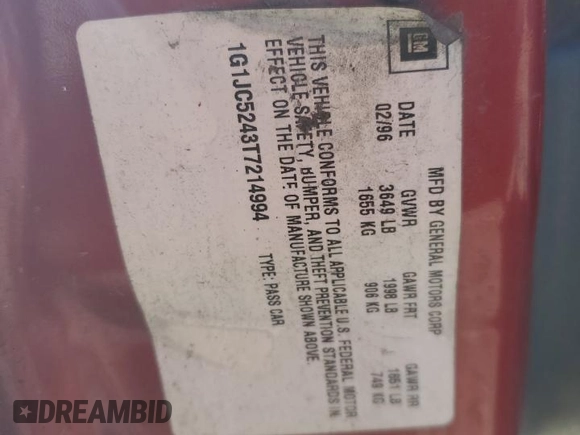 GM
MFD BY GENERAL MOTORS CORP
DATE GVWR GAWR FRT GAWR RR
02/96 3649 LB 1998 LB 1651 LB
1655 KG 906 KG 749 KG
THIS VEHICLE CONFORMS TO ALL APPLICABLE U.S. FEDERAL MOTOR
VEHICLE SAFETY, BUMPER, AND THEFT PREVENTION STANDARDS IN
EFFECT ON THE DATE OF MANUFACTURE SHOWN ABOVE.
1G1JC5243T7214994 TYPE: PASS CAR
DREAMBID